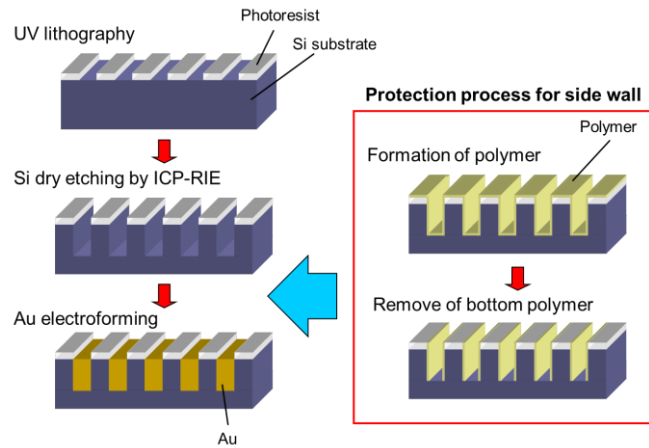 UV lithography
Photoresist
Si substrate
Si dry etching by ICP-RIE
Au electroforming
Au
Protection process for side wall
Polymer
Formation of polymer
Remove of bottom polymer